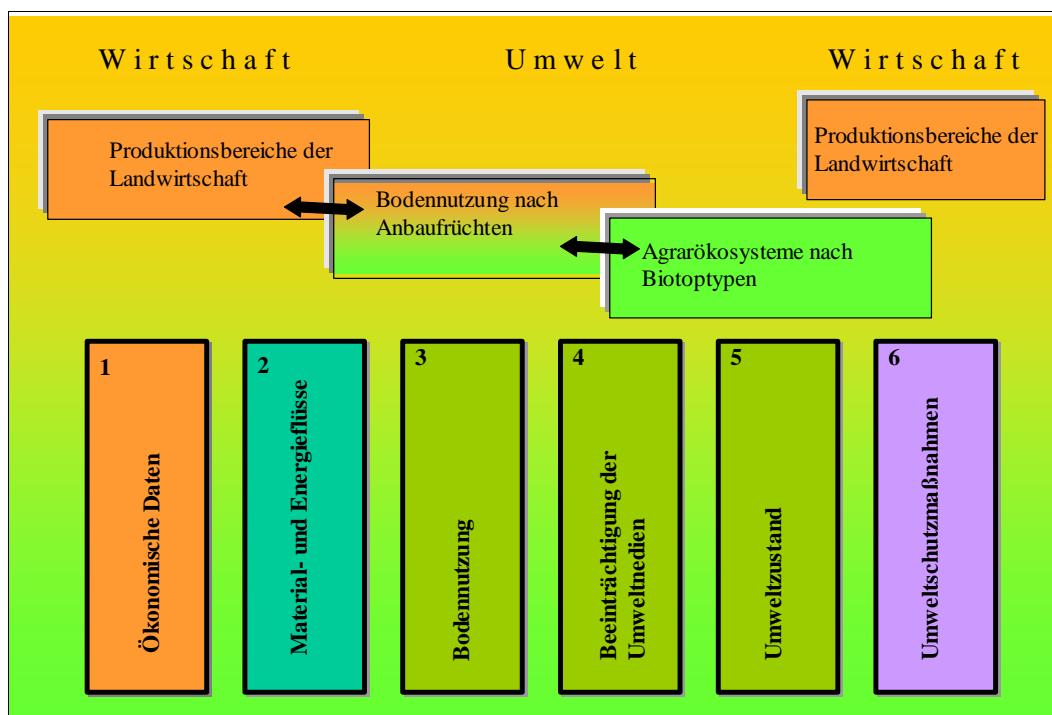 Wirtschaft
Umwelt
Wirtschaft
Produktionsbereiche der
Landwirtschaft
Produktionsbereiche der
Landwirtschaft
Bodennutzung nach
Anbaufrüchten
Agrarökosysteme nach
Biotoptypen
1
Ökonomische Daten
2
Material- und Energieflüsse
3
Bodennutzung
4
Beeinträchtigung der
Umweltnedien
5
Umweltzustand
6
Umweltschutzmaßnahmen